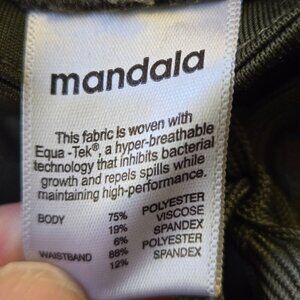 mandala
This fabric is woven with
Equa -Tek®, a hyper-breathable
technology that inhibits bacterial
growth and repels spills while
maintaining high-performance.
BODY 75% POLYESTER
19% VISCOSE
6% SPANDEX
WAISTBAND 88% POLYESTER
12% SPANDEX